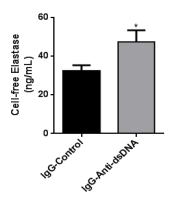 Cell-free Elastase
(ng/mL)
60
40
20
0
*
IgG-Control
IgG-Anti-dsDNA